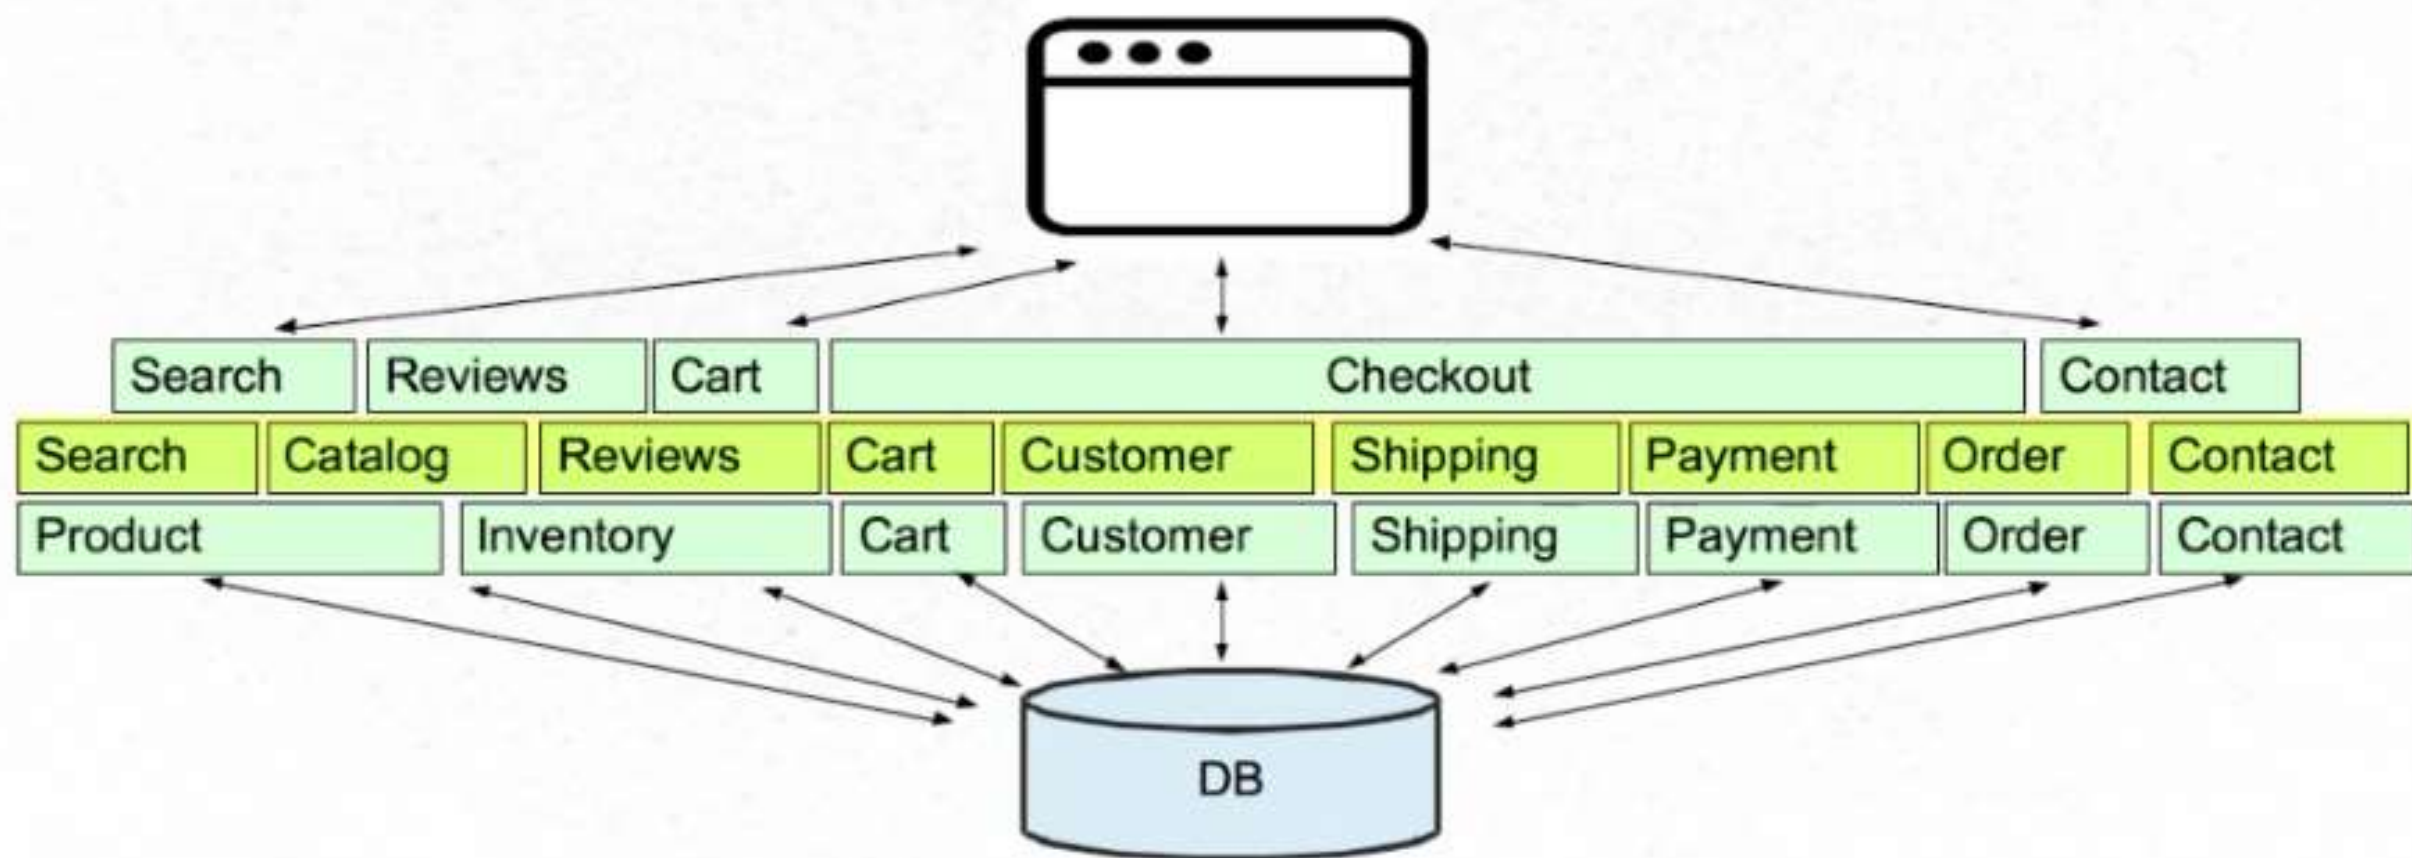 Search Reviews Cart Checkout Contact
Search Catalog Reviews Cart Customer Shipping Payment Order Contact
Product Inventory Cart Customer Shipping Payment Order Contact
DB